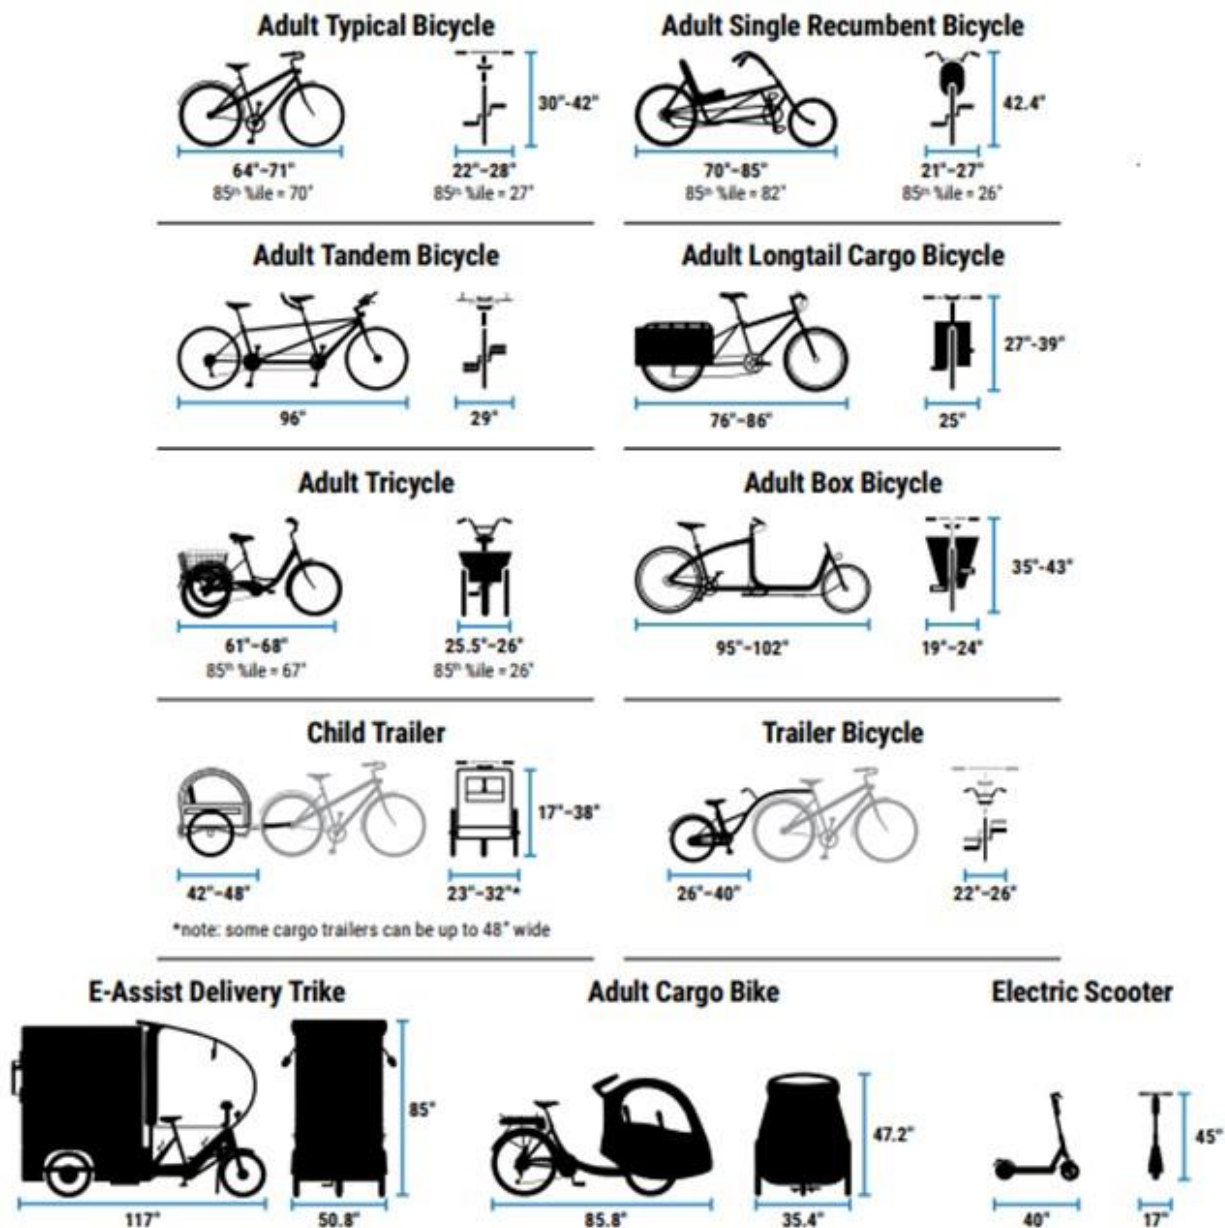 Adult Typical Bicycle
30"-42"
64"–71"
85th %ile = 70"
22"–28"
85th %ile = 27"
Adult Single Recumbent Bicycle
42.4"
70"–85"
85th %ile = 82"
21"–27"
85th %ile = 26"
Adult Tandem Bicycle
96"
29"
Adult Longtail Cargo Bicycle
27"-39"
76"–86"
25"
Adult Tricycle
61"–68"
85th %ile = 67"
25.5"–26"
85th %ile = 26"
Adult Box Bicycle
35"-43"
95"–102"
19"–24"
Child Trailer
17"–38"
42"–48"
23"–32"*
*note: some cargo trailers can be up to 48" wide
Trailer Bicycle
26"–40"
22"–26"
E-Assist Delivery Trike
85"
117"
50.8"
Adult Cargo Bike
47.2"
85.8"
35.4"
Electric Scooter
45"
40"
17"